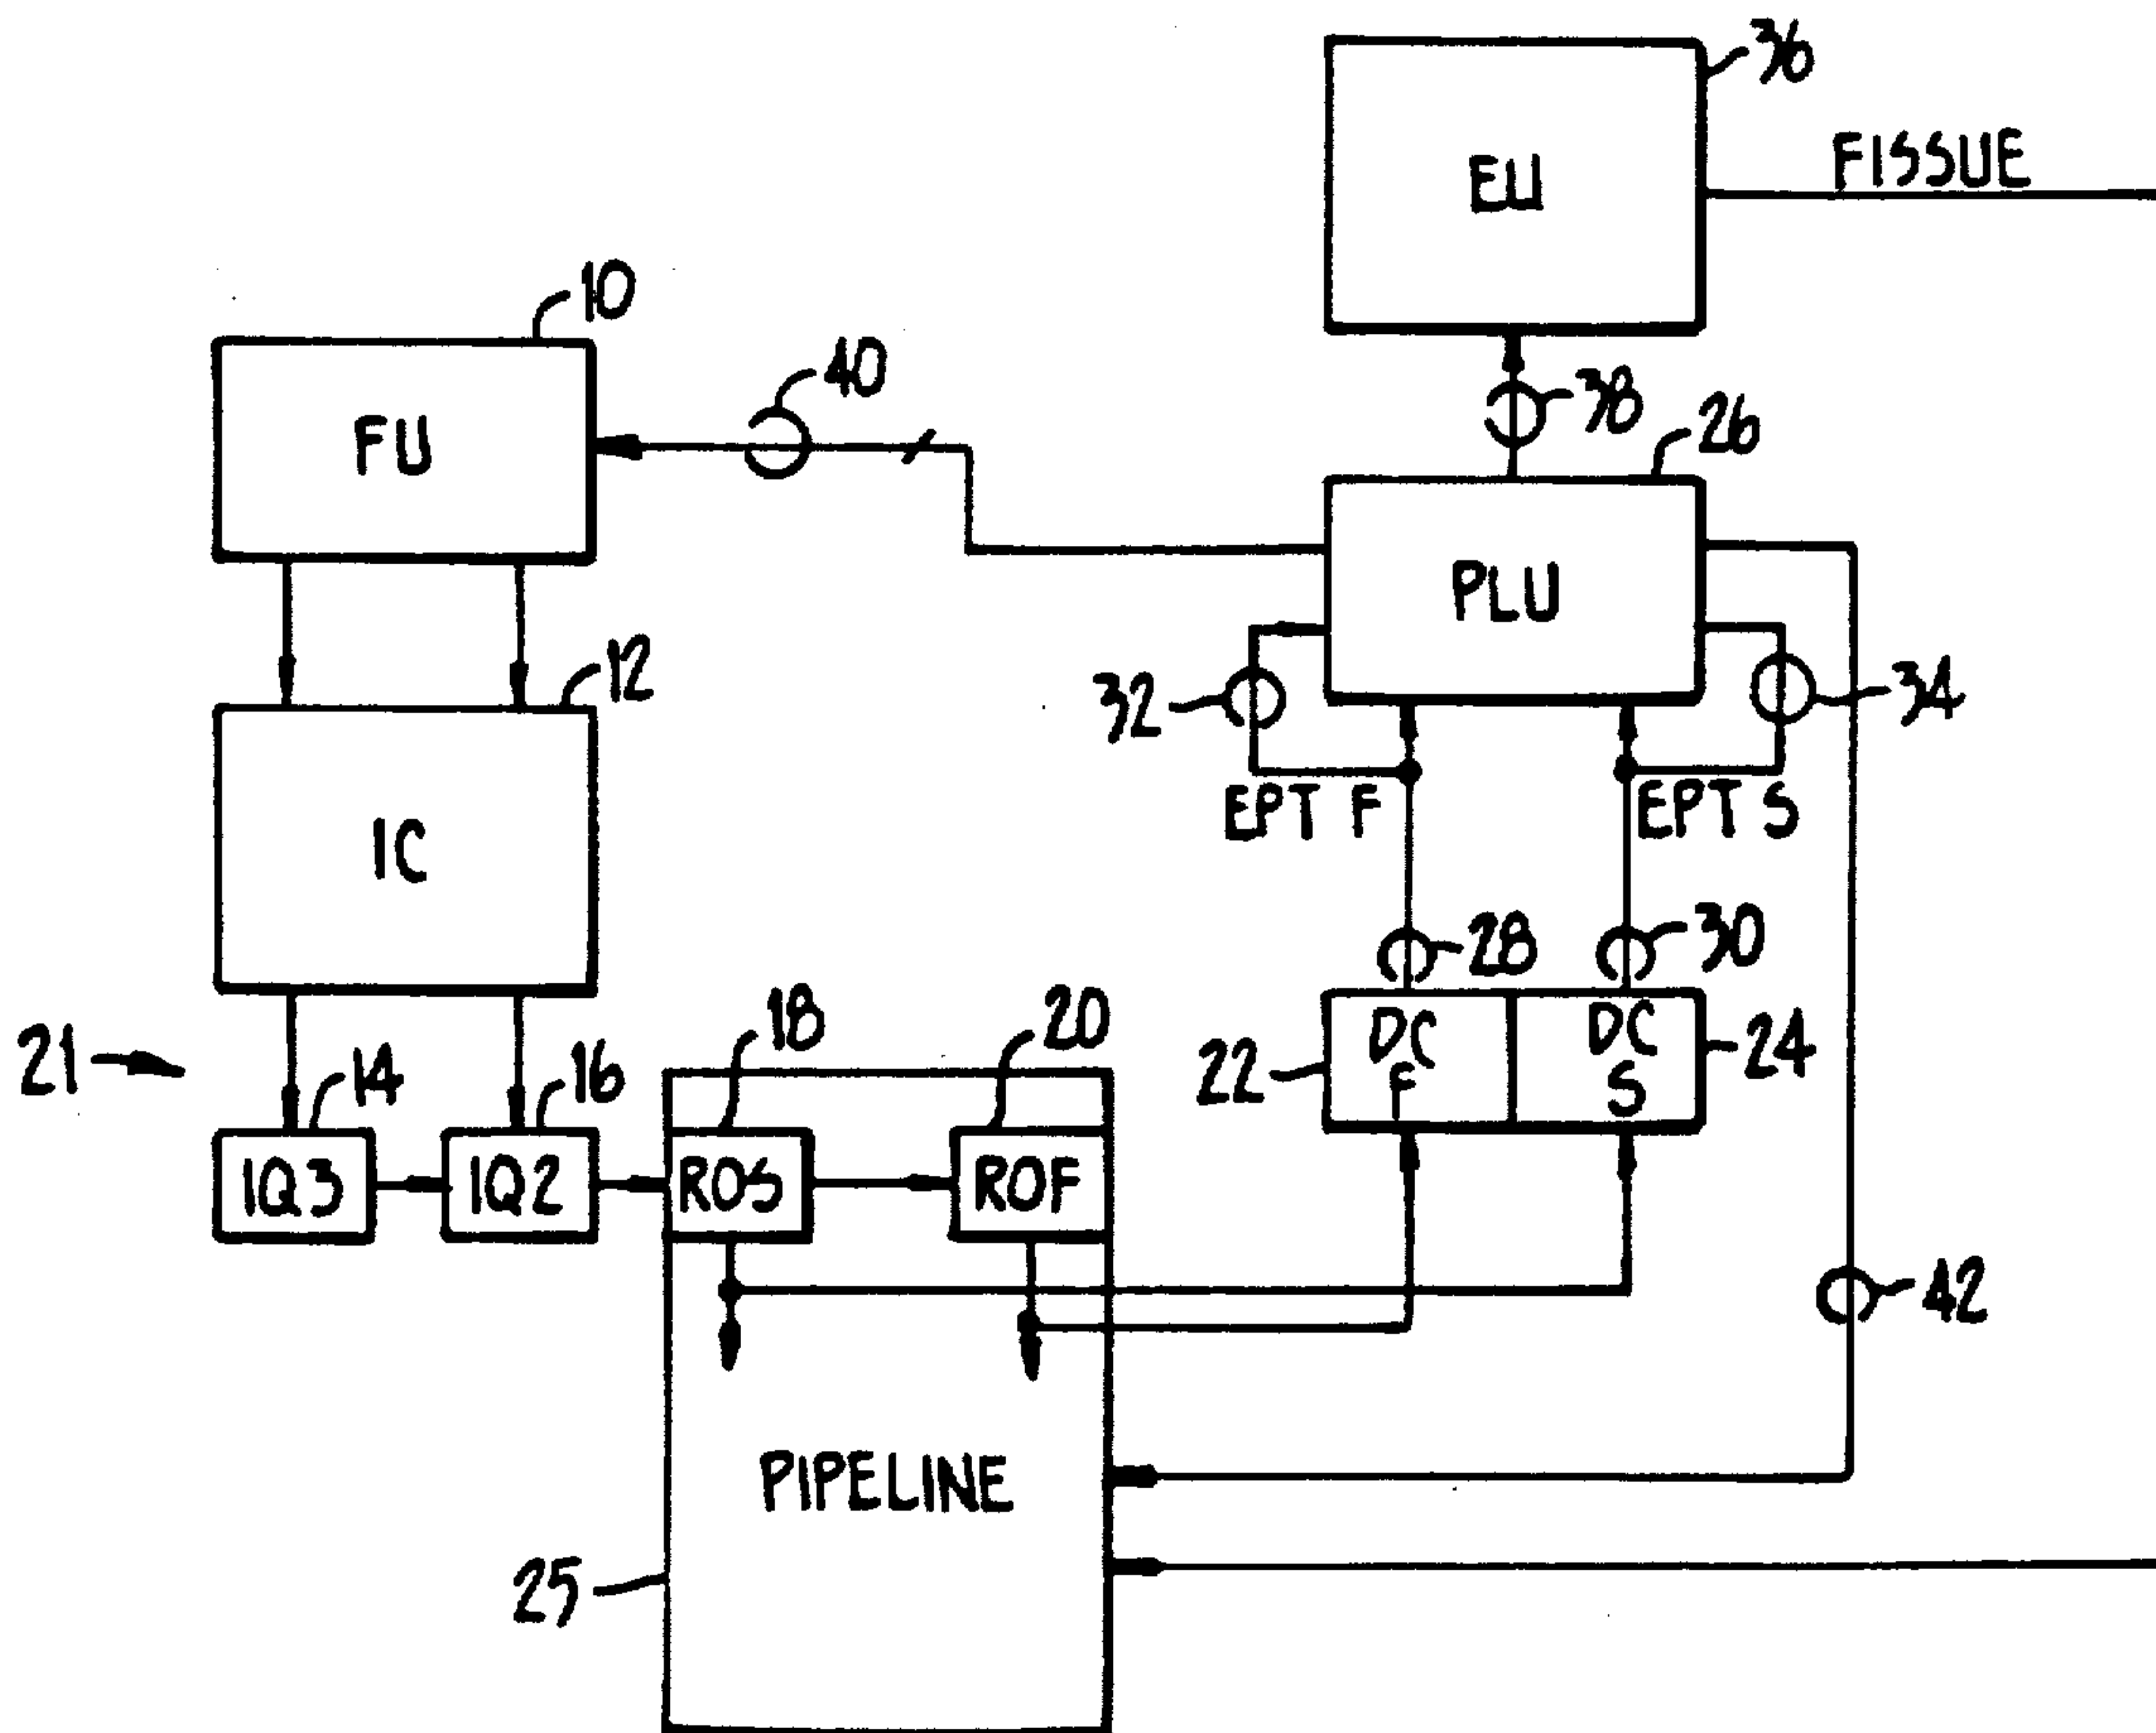 36
EU
FISSUE
10
FU
40
38
26
PLU
12
32
34
EPT F
EPT S
IC
28
30
18
20
DC
F
DC
S
22
24
21
14
16
IQ3
IQ2
ROS
ROF
42
PIPELINE
25